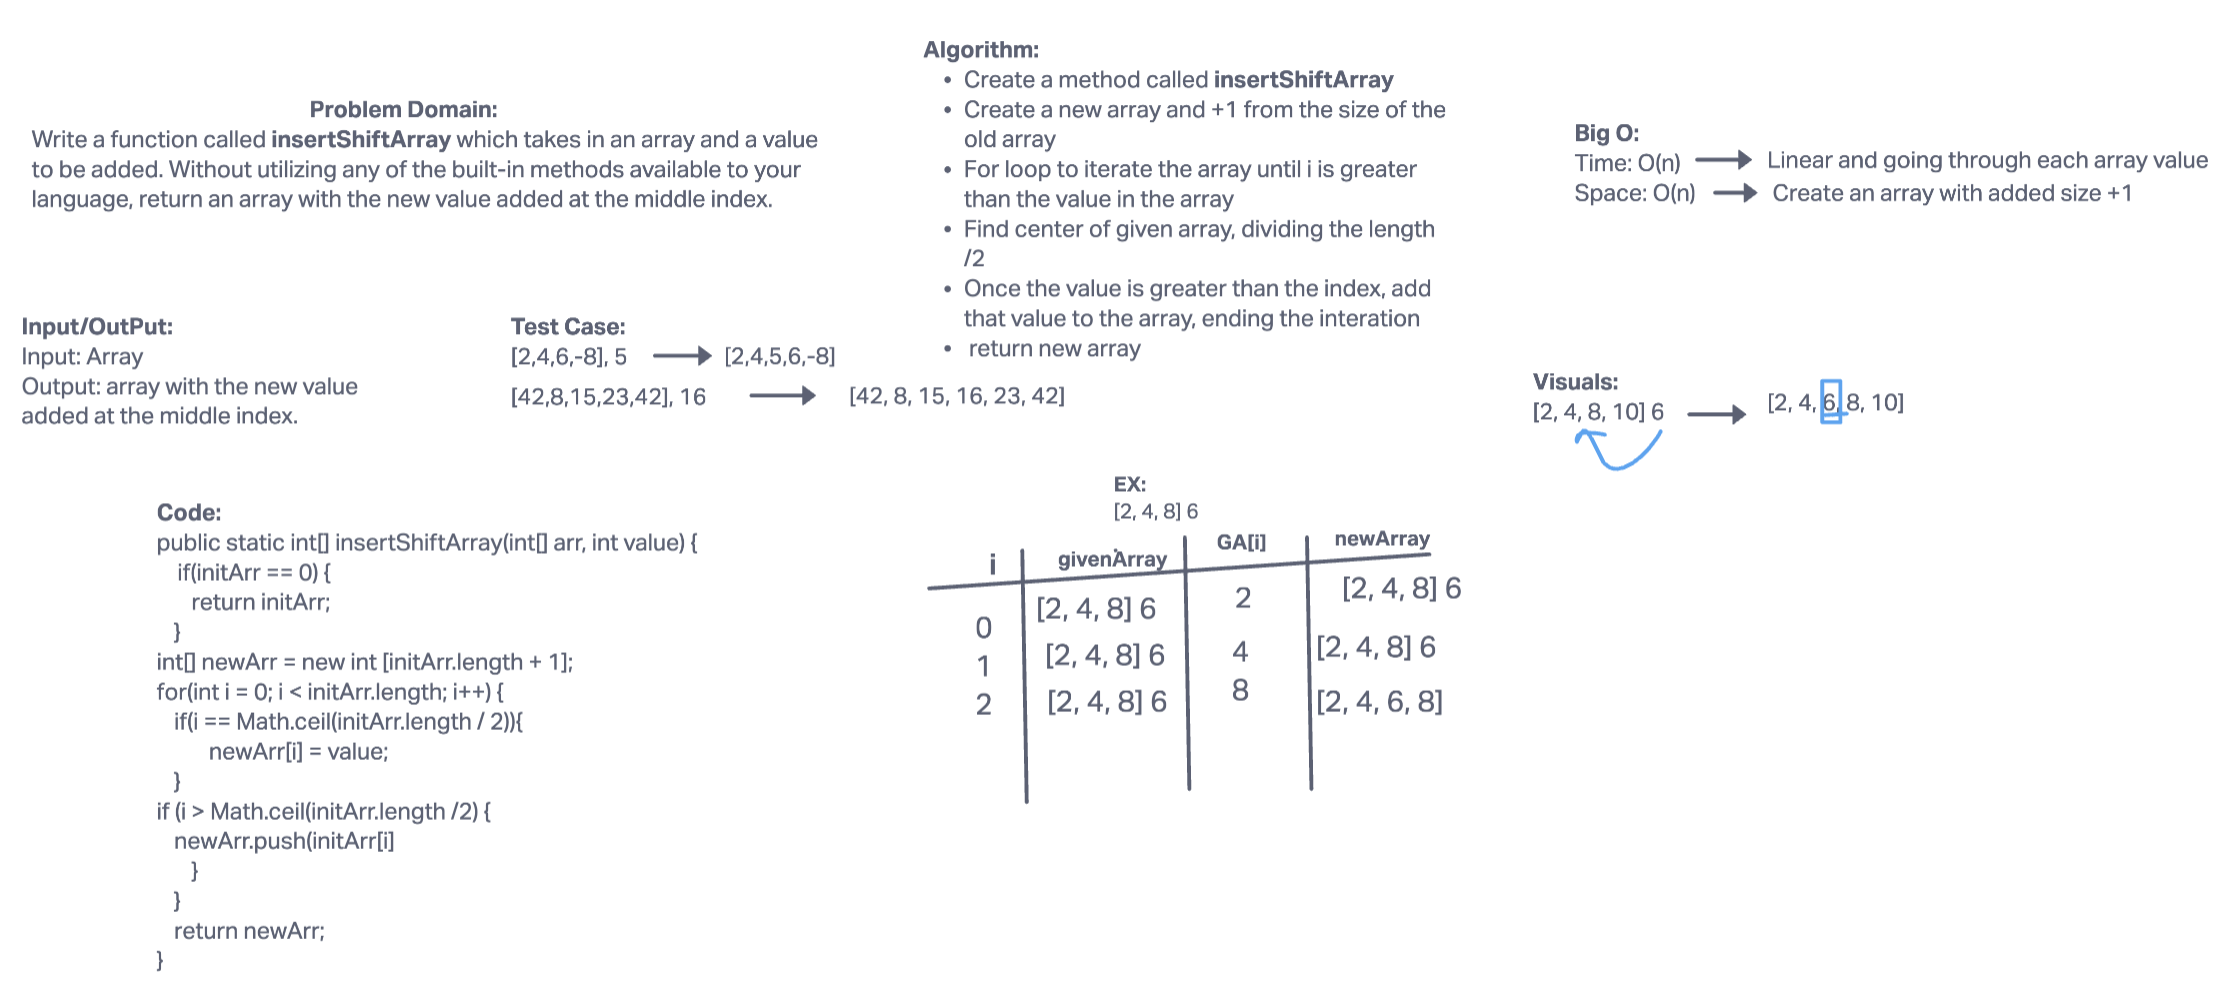 Problem Domain:
Write a function called insertShiftArray which takes in an array and a value
to be added. Without utilizing any of the built-in methods available to your
language, return an array with the new value added at the middle index.
Input/OutPut:
Input: Array
Output: array with the new value
added at the middle index.
Test Case:
[2,4,6,-8], 5 [2,4,5,6,-8]
[42,8,15,23,42], 16 [42, 8, 15, 16, 23, 42]
Algorithm:
• Create a method called insertShiftArray
• Create a new array and +1 from the size of the
old array
• For loop to iterate the array until i is greater
than the value in the array
• Find center of given array, dividing the length
/2
• Once the value is greater than the index, add
that value to the array, ending the interation
• return new array
Big O:
Time: O(n) Linear and going through each array value
Space: O(n) Create an array with added size +1
Visuals:
[2, 4, 8, 10] 6 [2, 4, 6, 8, 10]
Code:
public static int[] insertShiftArray(int[] arr, int value) {
if(initArr == 0) {
return initArr;
}
int[] newArr = new int [initArr.length + 1];
for(int i = 0; i < initArr.length; i++) {
if(i == Math.ceil(initArr.length / 2)){
newArr[i] = value;
}
if (i > Math.ceil(initArr.length /2) {
newArr.push(initArr[i]
}
}
return newArr;
}
EX:
[2, 4, 8] 6
i givenArray GA[i] newArray
0 [2, 4, 8] 6 2 [2, 4, 8] 6
1 [2, 4, 8] 6 4 [2, 4, 8] 6
2 [2, 4, 8] 6 8 [2, 4, 6, 8]